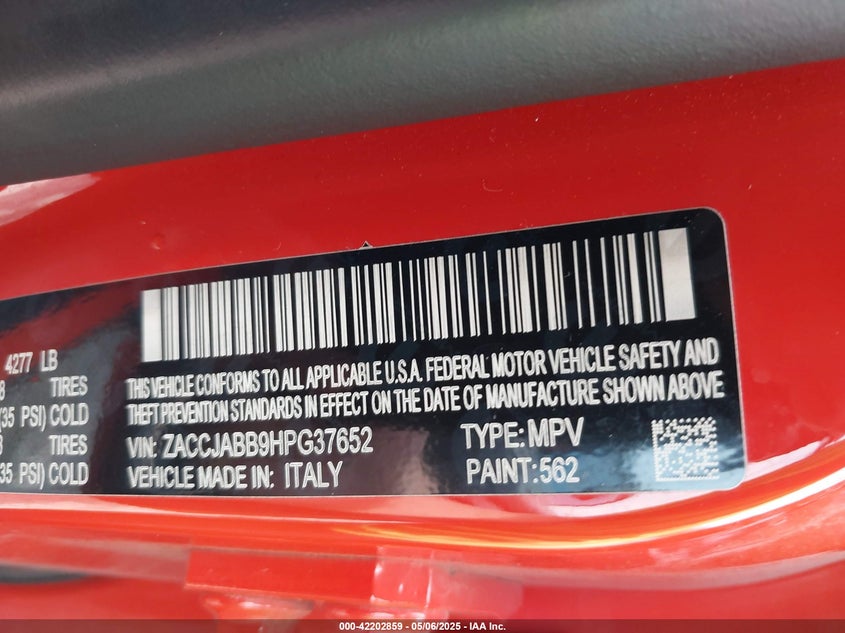 4277 LB
TIRES
(35 PSI) COLD
TIRES
35 PSI) COLD
THIS VEHICLE CONFORMS TO ALL APPLICABLE U.S.A. FEDERAL MOTOR VEHICLE SAFETY AND
THEFT PREVENTION STANDARDS IN EFFECT ON THE DATE OF MANUFACTURE SHOWN ABOVE
VIN: ZACCJABB9HPG37652 TYPE: MPV
VEHICLE MADE IN ITALY PAINT: 562
000-42202859 - 05/06/2025 - IAA Inc.